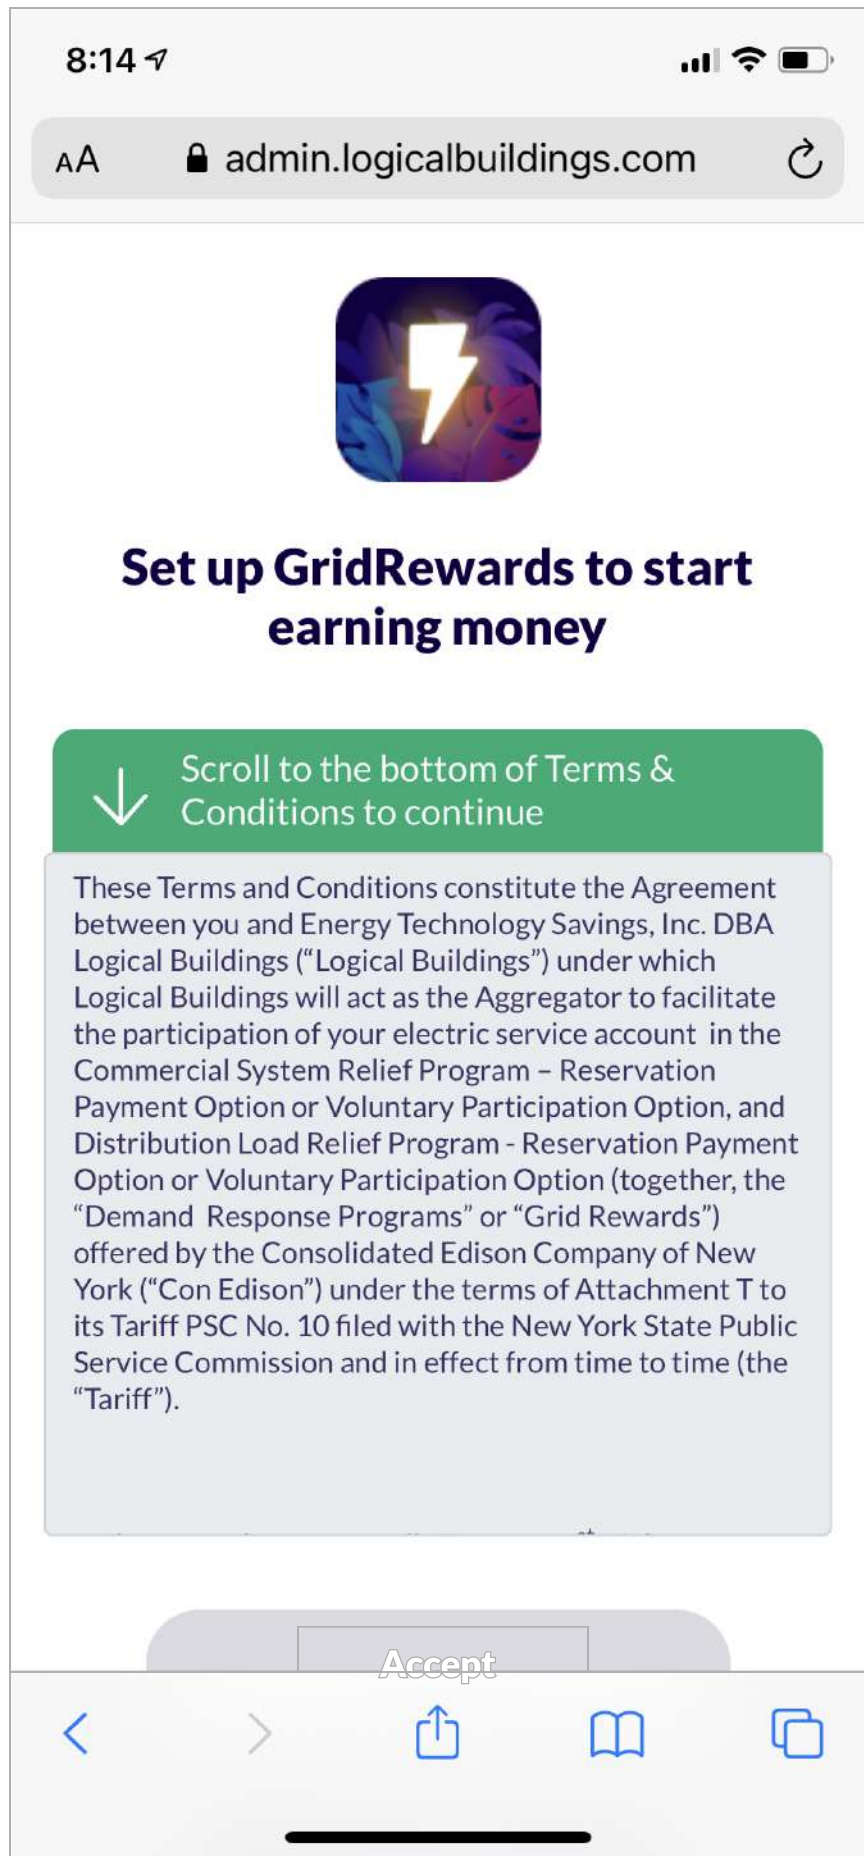 8:14
AA admin.logicalbuildings.com
Set up GridRewards to start
earning money
Scroll to the bottom of Terms &
Conditions to continue
These Terms and Conditions constitute the Agreement
between you and Energy Technology Savings, Inc. DBA
Logical Buildings (“Logical Buildings”) under which
Logical Buildings will act as the Aggregator to facilitate
the participation of your electric service account  in the
Commercial System Relief Program – Reservation
Payment Option or Voluntary Participation Option, and
Distribution Load Relief Program - Reservation Payment
Option or Voluntary Participation Option (together, the
“Demand  Response Programs” or “Grid Rewards”)
offered by the Consolidated Edison Company of New
York (“Con Edison”) under the terms of Attachment T to
its Tariff PSC No. 10 filed with the New York State Public
Service Commission and in effect from time to time (the
“Tariff”).
Accept